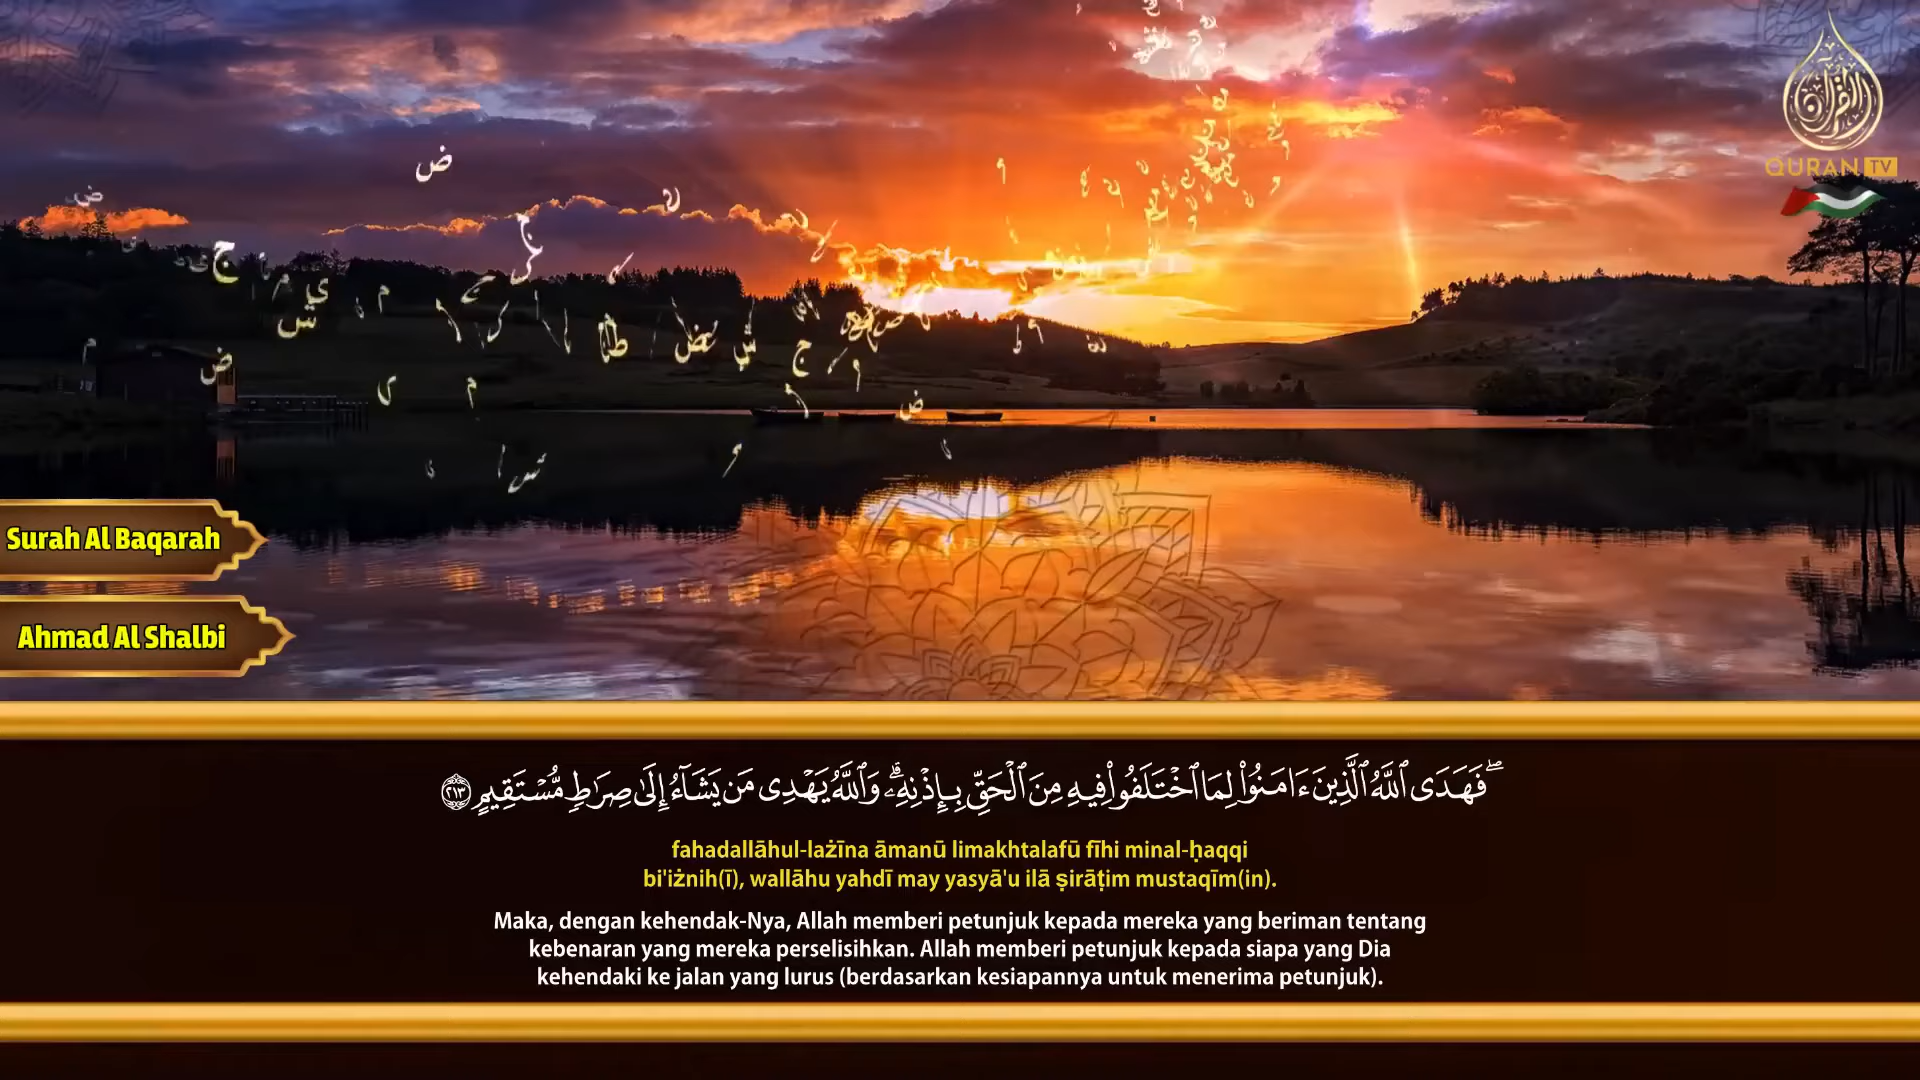 القرآن
QURAN TV
Surah Al Baqarah
Ahmad Al Shalbi
ۖ فَهَدَى ٱللَّهُ ٱلَّذِينَ ءَامَنُوا۟ لِمَا ٱخْتَلَفُوا۟ فِيهِ مِنَ ٱلْحَقِّ بِإِذْنِهِۦ ۗ وَٱللَّهُ يَهْدِى مَن يَشَآءُ إِلَىٰ صِرَٰطٍ مُّسْتَقِيمٍ ٢١٣
fahadallāhul-lażīna āmanū limakhtalafū fīhi minal-ḥaqqi
bi'iżnih(ī), wallāhu yahdī may yasyā'u ilā ṣirāṭim mustaqīm(in).
Maka, dengan kehendak-Nya, Allah memberi petunjuk kepada mereka yang beriman tentang
kebenaran yang mereka perselisihkan. Allah memberi petunjuk kepada siapa yang Dia
kehendaki ke jalan yang lurus (berdasarkan kesiapannya untuk menerima petunjuk).